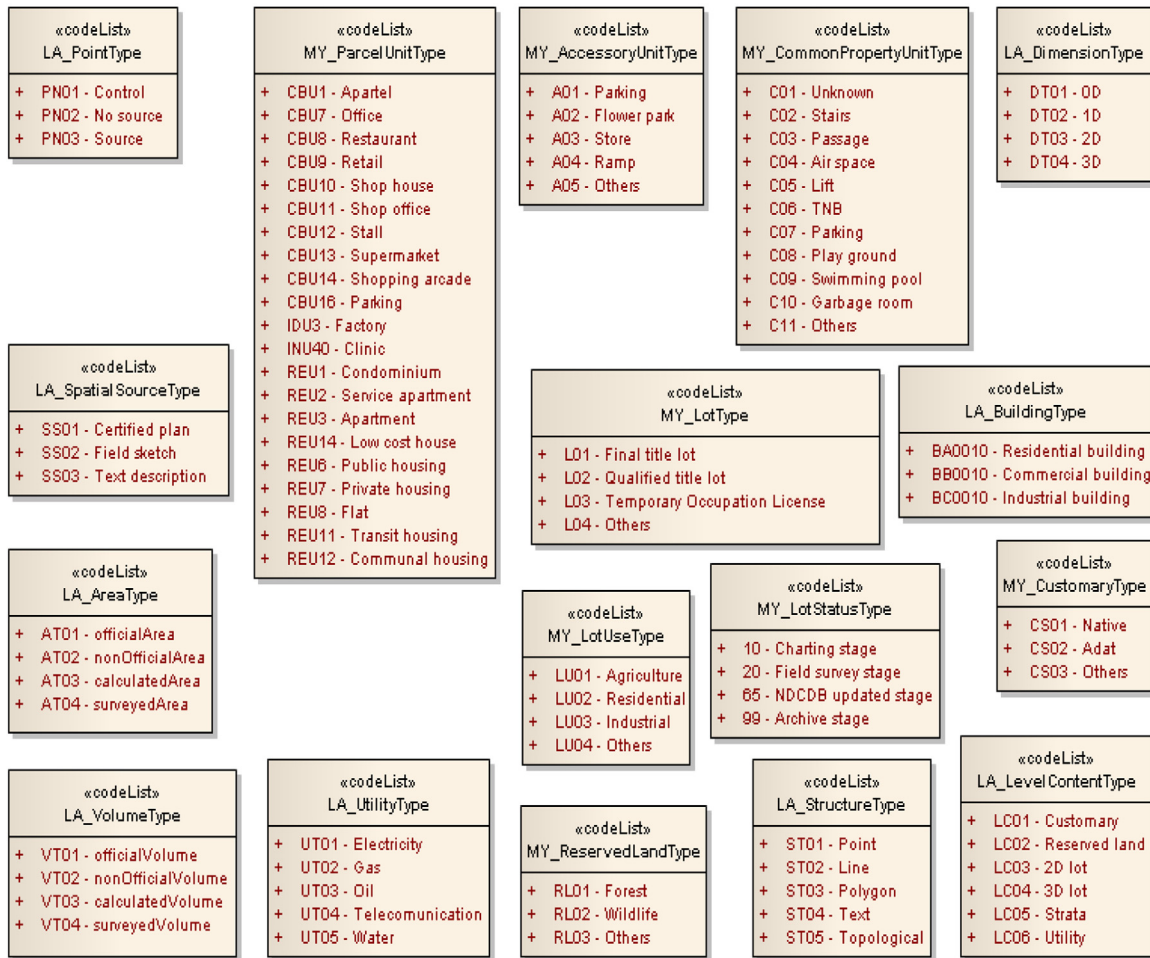 «codeList»
LA_PointType
+ PN01 - Control
+ PN02 - No source
+ PN03 - Source
«codeList»
MY_ParcelUnitType
+ CBU1 - Apartel
+ CBU7 - Office
+ CBU8 - Restaurant
+ CBU9 - Retail
+ CBU10 - Shop house
+ CBU11 - Shop office
+ CBU12 - Stall
+ CBU13 - Supermarket
+ CBU14 - Shopping arcade
+ CBU16 - Parking
+ IDU3 - Factory
+ INU40 - Clinic
+ REU1 - Condominium
+ REU2 - Service apartment
+ REU3 - Apartment
+ REU14 - Low cost house
+ REU6 - Public housing
+ REU7 - Private housing
+ REU8 - Flat
+ REU11 - Transit housing
+ REU12 - Communal housing
«codeList»
MY_AccessoryUnitType
+ A01 - Parking
+ A02 - Flower park
+ A03 - Store
+ A04 - Ramp
+ A05 - Others
«codeList»
MY_CommonPropertyUnitType
+ C01 - Unknown
+ C02 - Stairs
+ C03 - Passage
+ C04 - Air space
+ C05 - Lift
+ C06 - TNB
+ C07 - Parking
+ C08 - Play ground
+ C09 - Swimming pool
+ C10 - Garbage room
+ C11 - Others
«codeList»
LA_DimensionType
+ DT01 - 0D
+ DT02 - 1D
+ DT03 - 2D
+ DT04 - 3D
«codeList»
LA_SpatialSourceType
+ SS01 - Certified plan
+ SS02 - Field sketch
+ SS03 - Text description
«codeList»
MY_LotType
+ L01 - Final title lot
+ L02 - Qualified title lot
+ L03 - Temporary Occupation License
+ L04 - Others
«codeList»
LA_BuildingType
+ BA0010 - Residential building
+ BB0010 - Commercial building
+ BC0010 - Industrial building
«codeList»
LA_AreaType
+ AT01 - officialArea
+ AT02 - nonOfficialArea
+ AT03 - calculatedArea
+ AT04 - surveyedArea
«codeList»
MY_LotUseType
+ LU01 - Agriculture
+ LU02 - Residential
+ LU03 - Industrial
+ LU04 - Others
«codeList»
MY_LotStatusType
+ 10 - Charting stage
+ 20 - Field survey stage
+ 65 - NDCDB updated stage
+ 99 - Archive stage
«codeList»
MY_CustomaryType
+ CS01 - Native
+ CS02 - Adat
+ CS03 - Others
«codeList»
LA_VolumeType
+ VT01 - officialVolume
+ VT02 - nonOfficialVolume
+ VT03 - calculatedVolume
+ VT04 - surveyedVolume
«codeList»
LA_UtilityType
+ UT01 - Electricity
+ UT02 - Gas
+ UT03 - Oil
+ UT04 - Telecomunication
+ UT05 - Water
«codeList»
MY_ReservedLandType
+ RL01 - Forest
+ RL02 - Wildlife
+ RL03 - Others
«codeList»
LA_StructureType
+ ST01 - Point
+ ST02 - Line
+ ST03 - Polygon
+ ST04 - Text
+ ST05 - Topological
«codeList»
LA_LevelContentType
+ LC01 - Customary
+ LC02 - Reserved land
+ LC03 - 2D lot
+ LC04 - 3D lot
+ LC05 - Strata
+ LC06 - Utility